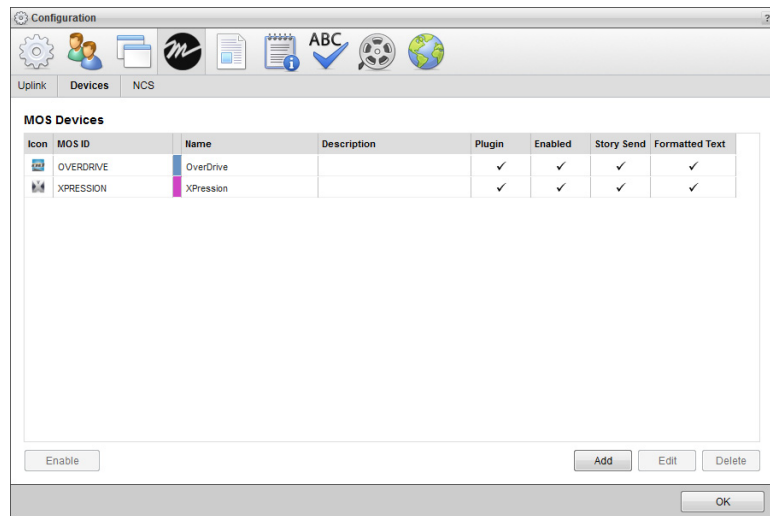 Configuration ?
ABC
Uplink Devices NCS
MOS Devices
Icon MOS ID Name Description Plugin Enabled Story Send Formatted Text
OVERDRIVE OverDrive ✓ ✓ ✓ ✓
XPRESSION XPression ✓ ✓ ✓ ✓
Enable Add Edit Delete
OK